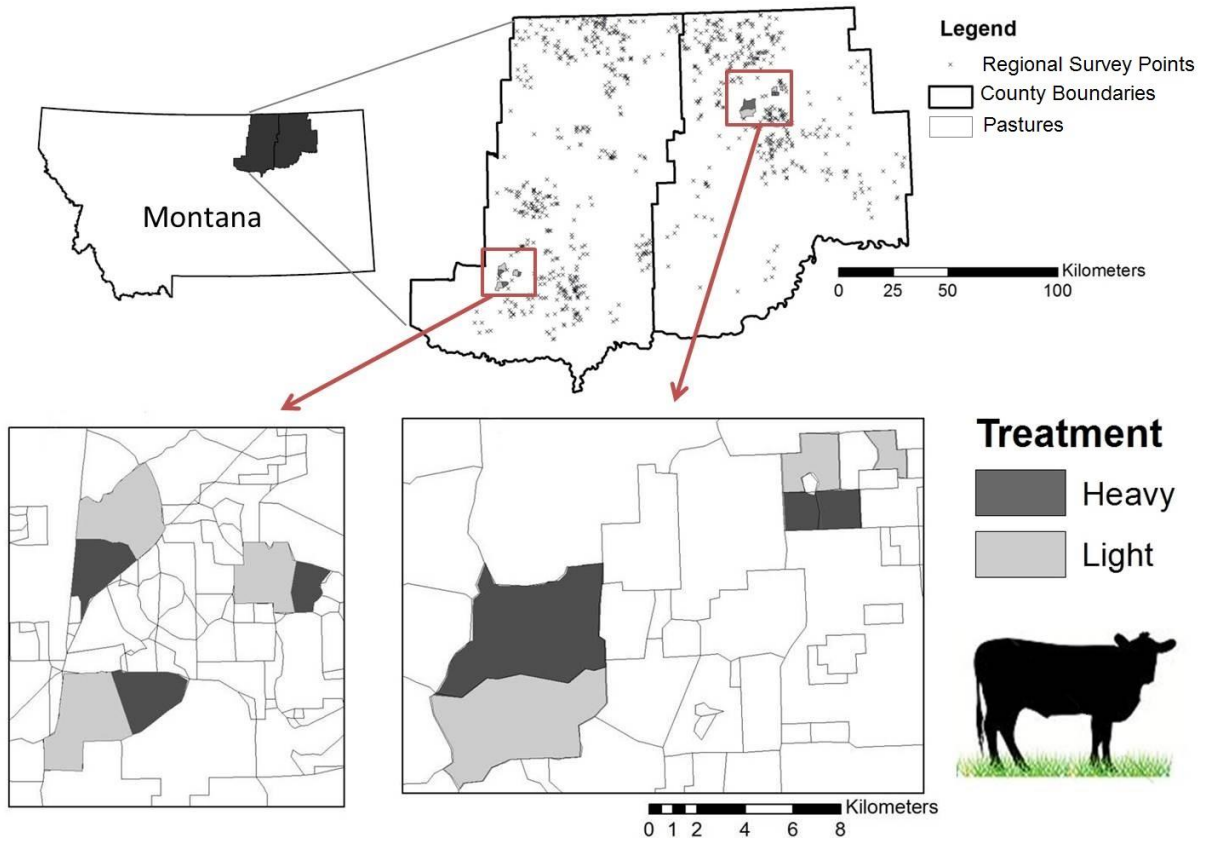 Legend
Regional Survey Points
County Boundaries
Pastures
Montana
Kilometers
0 25 50 100
Treatment
Heavy
Light
Kilometers
0 1 2 4 6 8